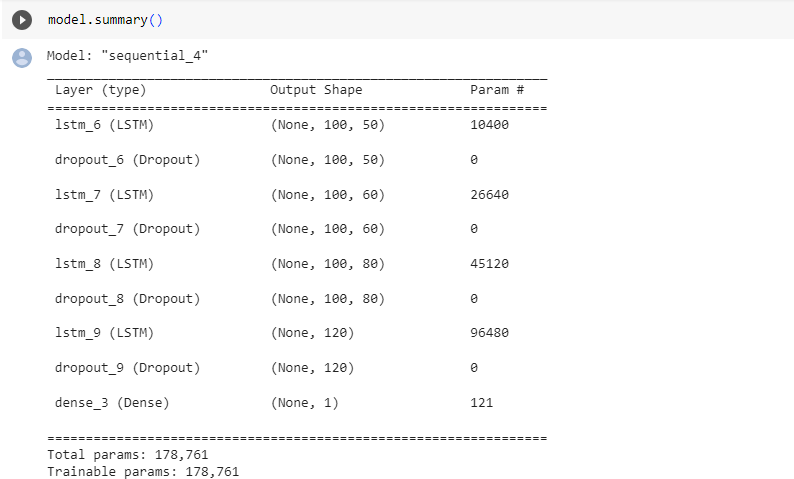 model.summary()
Model: "sequential_4"
Layer (type) Output Shape Param #
lstm_6 (LSTM) (None, 100, 50) 10400
dropout_6 (Dropout) (None, 100, 50) 0
lstm_7 (LSTM) (None, 100, 60) 26640
dropout_7 (Dropout) (None, 100, 60) 0
lstm_8 (LSTM) (None, 100, 80) 45120
dropout_8 (Dropout) (None, 100, 80) 0
lstm_9 (LSTM) (None, 120) 96480
dropout_9 (Dropout) (None, 120) 0
dense_3 (Dense) (None, 1) 121
Total params: 178,761
Trainable params: 178,761